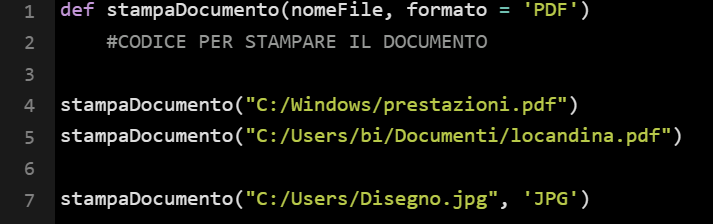 1 def stampaDocumento(nomeFile, formato = 'PDF')
2     #CODICE PER STAMPARE IL DOCUMENTO
3
4 stampaDocumento("C:/Windows/prestazioni.pdf")
5 stampaDocumento("C:/Users/bi/Documenti/locandina.pdf")
6
7 stampaDocumento("C:/Users/Disegno.jpg", 'JPG')